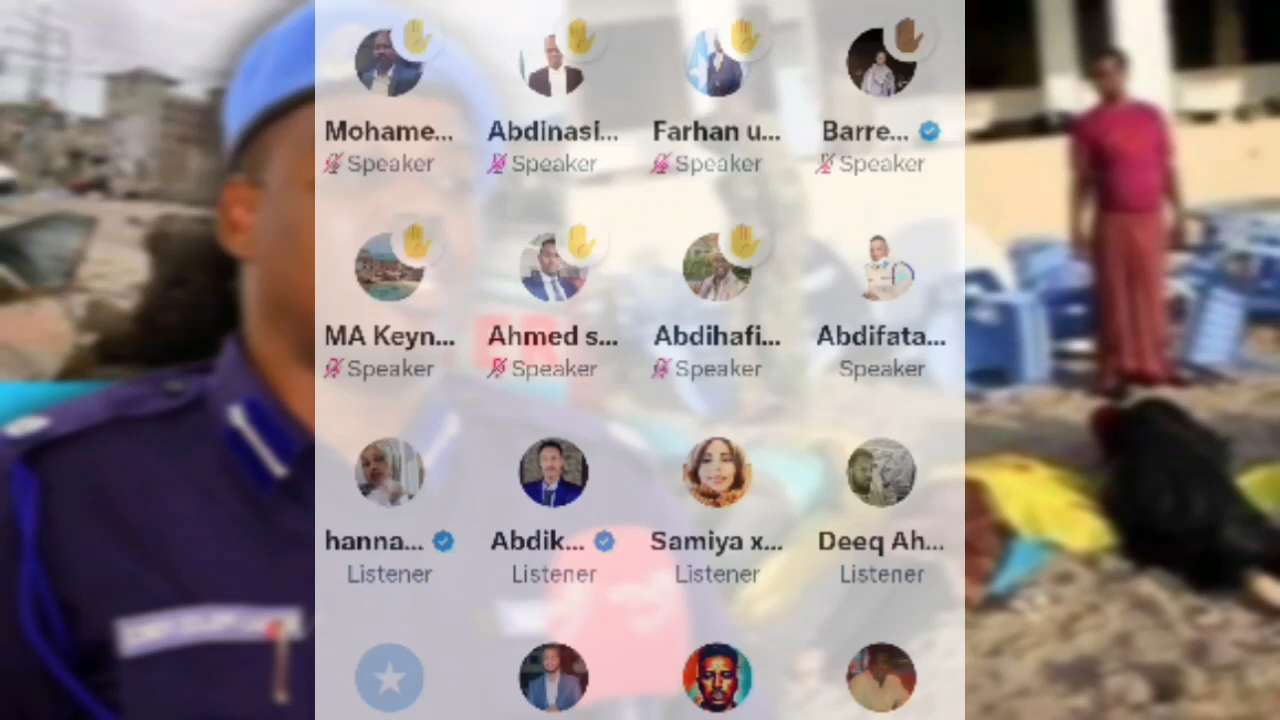 Mohame... Abdinasi... Farhan u... Barre...
Speaker Speaker Speaker Speaker
MA Keyn... Ahmed s... Abdihafi... Abdifata...
Speaker Speaker Speaker Speaker
hanna... Abdik... Samiya x... Deeq Ah...
Listener Listener Listener Listener